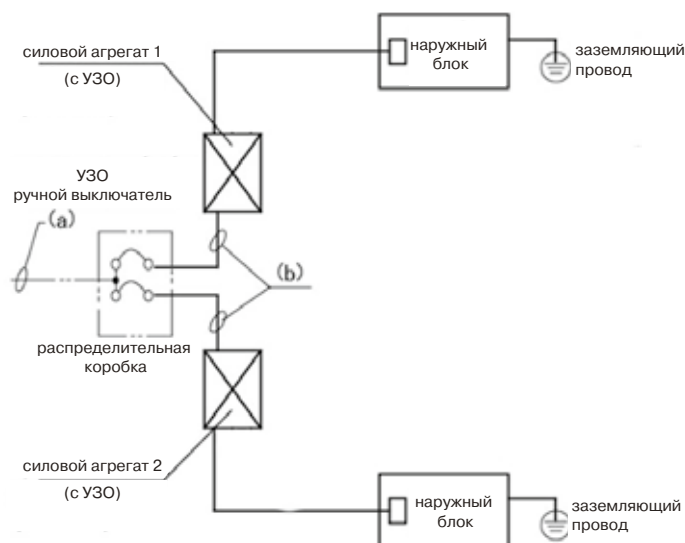 силовой агрегат 1
(с УЗО)
наружный
блок
заземляющий
провод
УЗО
ручной выключатель
(a)
(b)
распределительная
коробка
силовой агрегат 2
(с УЗО)
наружный
блок
заземляющий
провод